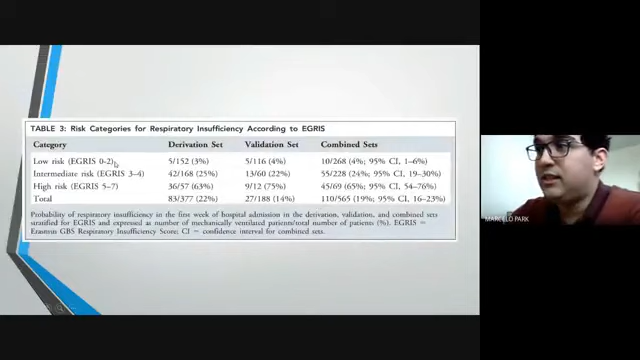 TABLE 3: Risk Categories for Respiratory Insufficiency According to EGRIS
Category Derivation Set Validation Set Combined Sets
Low risk (EGRIS 0-2) 5/152 (3%) 5/116 (4%) 10/268 (4%; 95% CI, 1–6%)
Intermediate risk (EGRIS 3–4) 42/168 (25%) 13/60 (22%) 55/228 (24%; 95% CI, 19–30%)
High risk (EGRIS 5–7) 36/57 (63%) 9/12 (75%) 45/69 (65%; 95% CI, 54–76%)
Total 83/377 (22%) 27/188 (14%) 110/565 (19%; 95% CI, 16–23%)
Probability of respiratory insufficiency in the first week of hospital admission in the derivation, validation, and combined sets
stratified for EGRIS and expressed as number of mechanically ventilated patients/total number of patients (%). EGRIS =
Erasmus GBS Respiratory Insufficiency Score; CI = confidence interval for combined sets.
MARCELO PARK